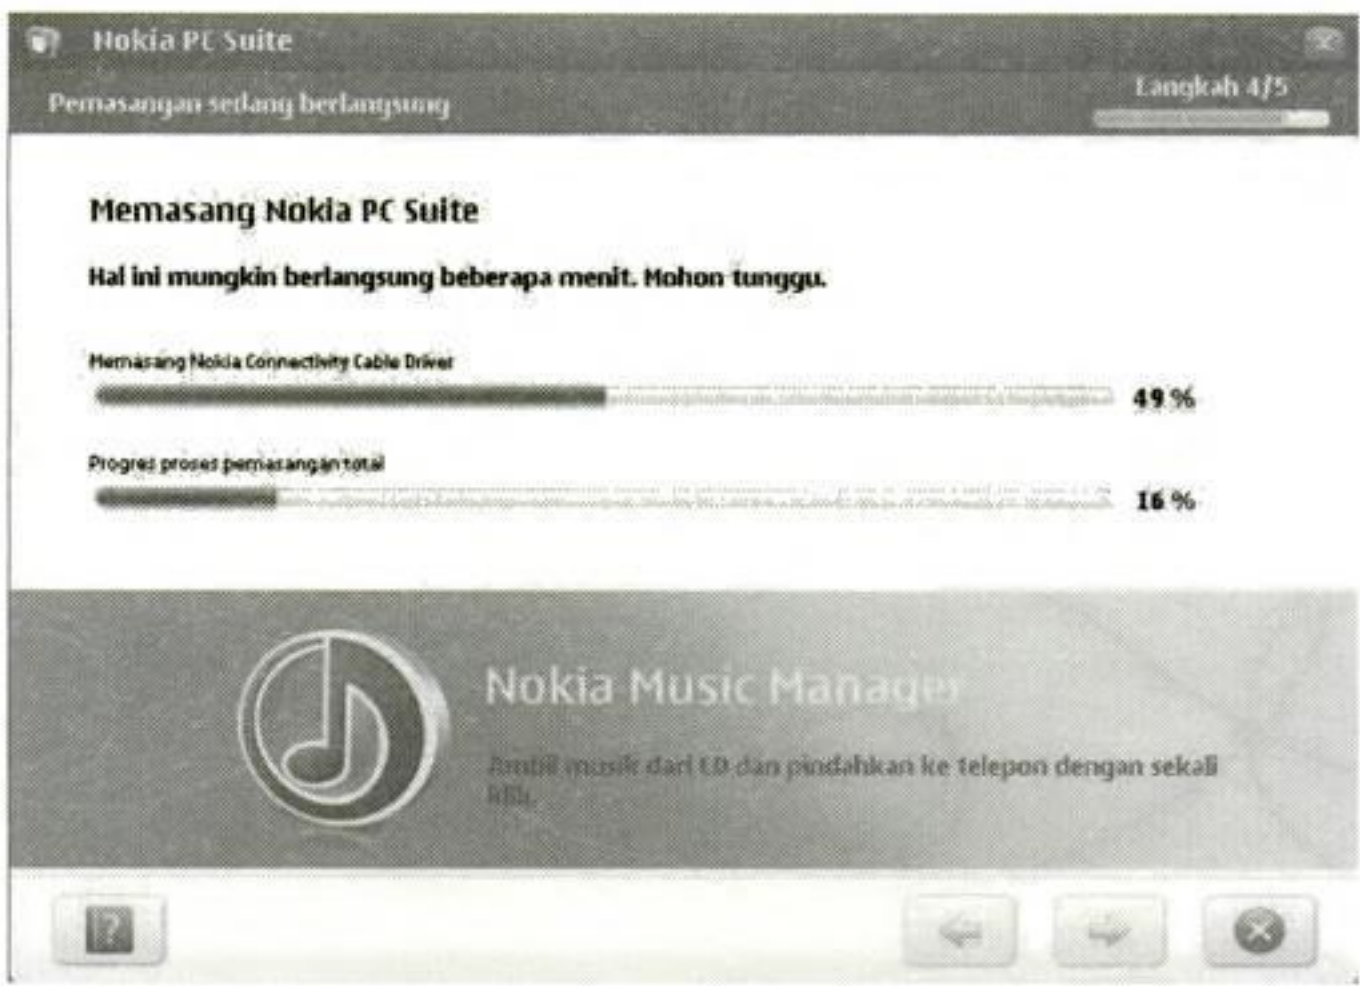 Nokia PC Suite
Pemasangan sedang berlangsung
Langkah 4/5
Memasang Nokia PC Suite
Hal ini mungkin berlangsung beberapa menit. Mohon tunggu.
Memasang Nokia Connectivity Cable Driver
49 %
Progres proses pemasangan total
16 %
Nokia Music Manager
Ambil musik dari CD dan pindahkan ke telepon dengan sekali
klik.
?